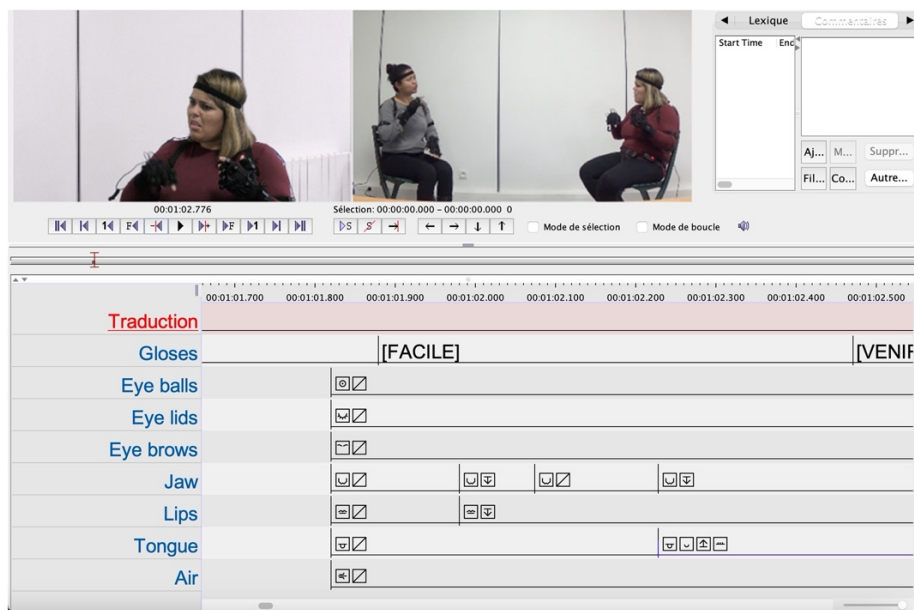 Lexique Commentaires
Start Time Enc
Aj... M... Suppr...
Fil... Co... Autre...
00:01:02.776
Sélection: 00:00:00.000 - 00:00:00.000 0
1 F S F 1 S S
Mode de sélection Mode de boucle
00:01:01.700 00:01:01.800 00:01:01.900 00:01:02.000 00:01:02.100 00:01:02.200 00:01:02.300 00:01:02.400 00:01:02.500
Traduction
Gloses [FACILE] [VENIR
Eye balls
Eye lids
Eye brows
Jaw
Lips
Tongue
Air